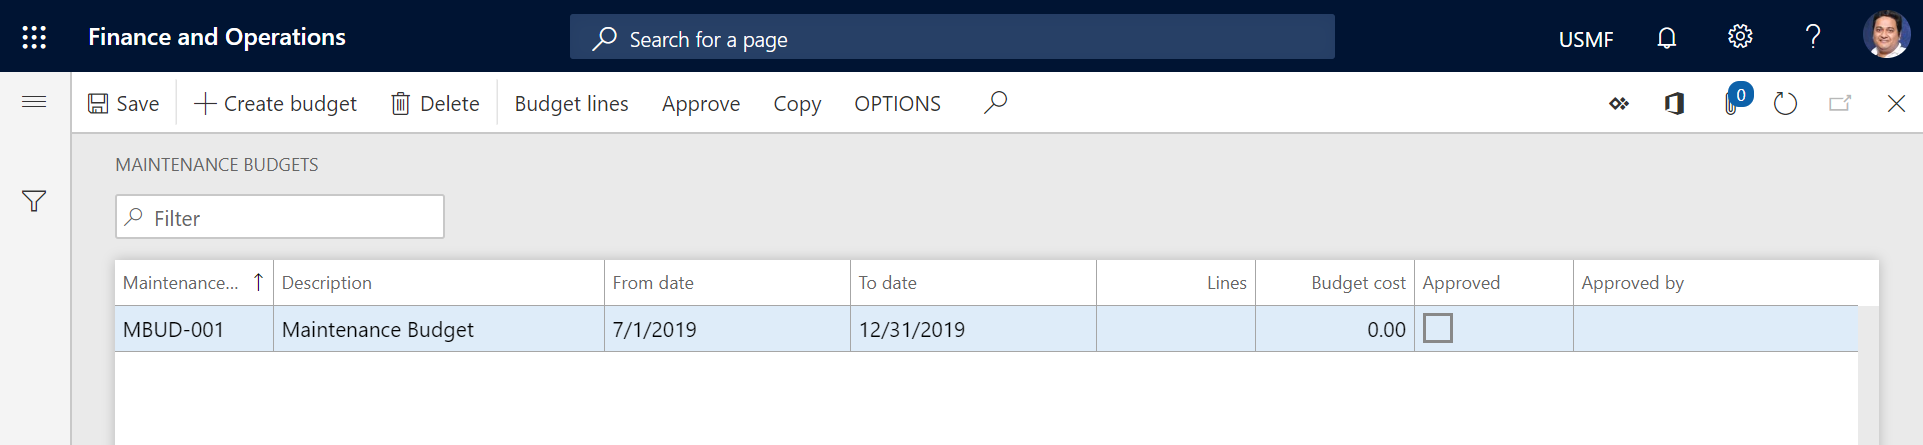 Finance and Operations Search for a page USMF
Save Create budget Delete Budget lines Approve Copy OPTIONS 0
MAINTENANCE BUDGETS
Filter
Maintenance... Description From date To date Lines Budget cost Approved Approved by
MBUD-001 Maintenance Budget 7/1/2019 12/31/2019 0.00